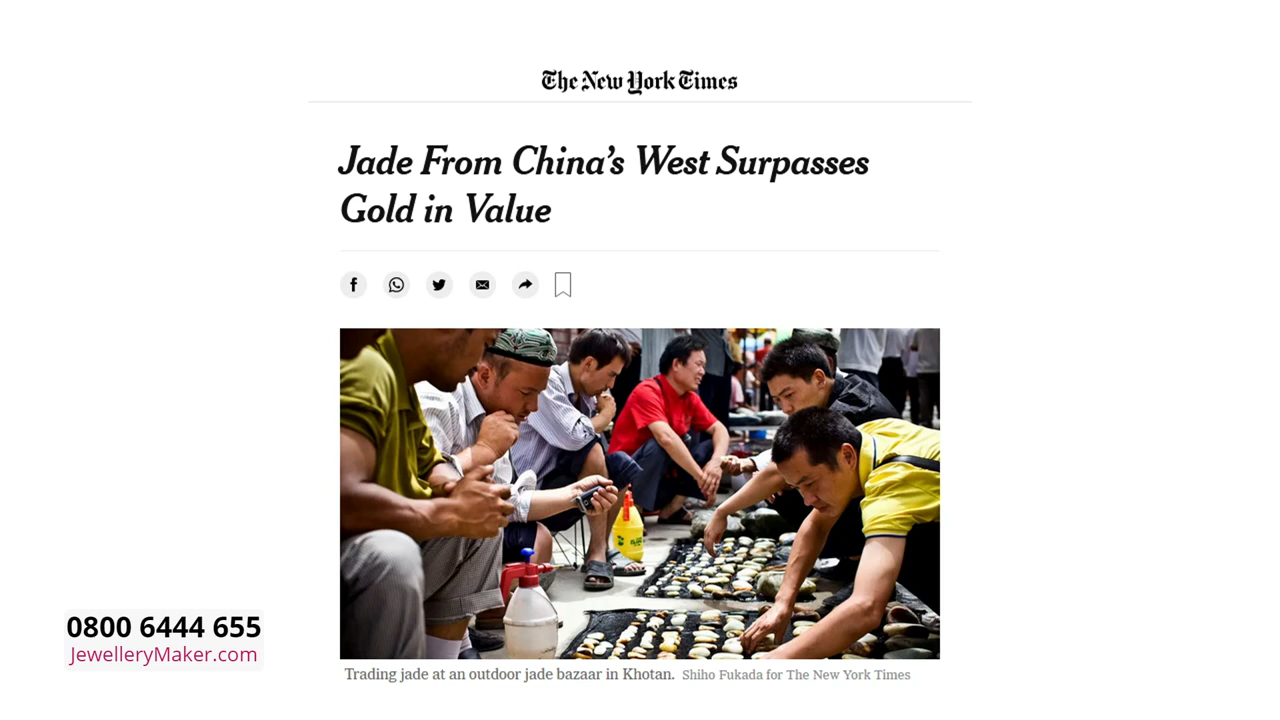 The New York Times
Jade From China's West Surpasses
Gold in Value
Trading jade at an outdoor jade bazaar in Khotan. Shiho Fukada for The New York Times
0800 6444 655
JewelleryMaker.com